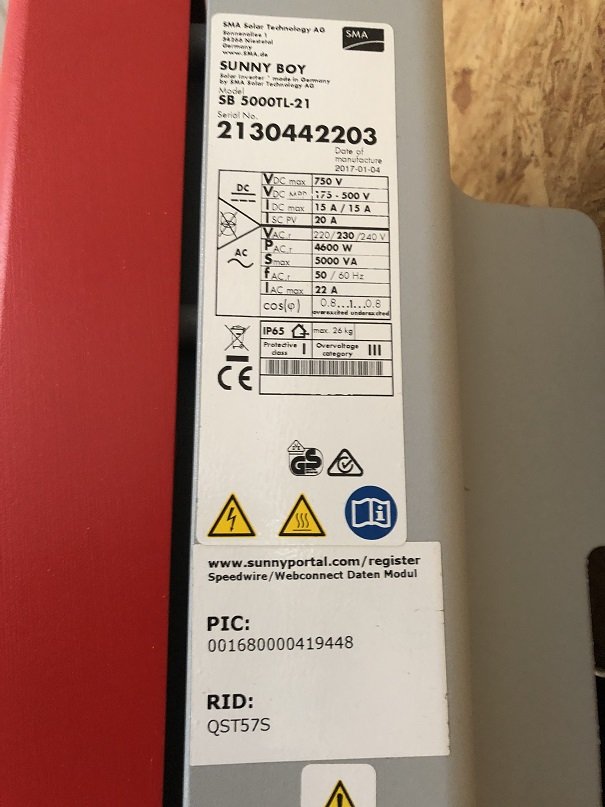 SMA Solar Technology AG
Sonnenallee 1
34266 Niestetal
Germany
www.SMA.de
SMA
SUNNY BOY
Solar Inverter * made in Germany
by SMA Solar Technology AG
Model
SB 5000TL-21
Serial No.
2130442203
Date of
manufacture
2017-01-04
DC
VDC max 750 V
VDC MPP 175 - 500 V
IDC max 15 A / 15 A
ISC PV 20 A
AC
VAC,r 220/230/240 V
PAC,r 4600 W
Smax 5000 VA
fAC,r 50 / 60 Hz
IAC max 22 A
cos(φ) 0.8...1...0.8
overexcited underexcited
IP65 max. 26 kg
Protective class I Overvoltage category III
CE
GS
www.sunnyportal.com/register
Speedwire/Webconnect Daten Modul
PIC:
001680000419448
RID:
QST57S